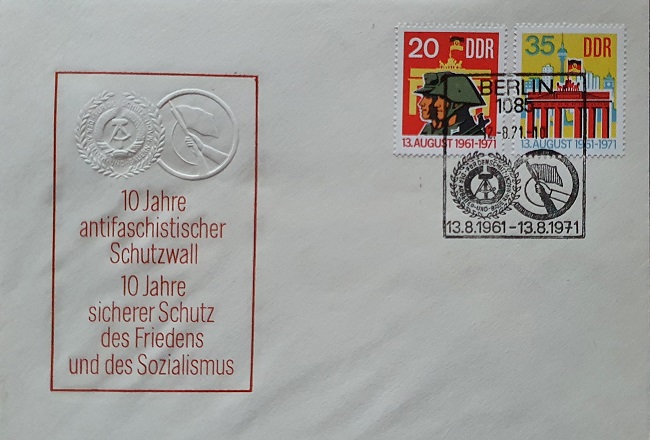 10 Jahre
antifaschistischer
Schutzwall
10 Jahre
sicherer Schutz
des Friedens
und des Sozialismus
20 DDR
13. AUGUST 1961-1971
35 DDR
13. AUGUST 1961-1971
BERLIN
1085
13.8.1961 – 13.8.1971